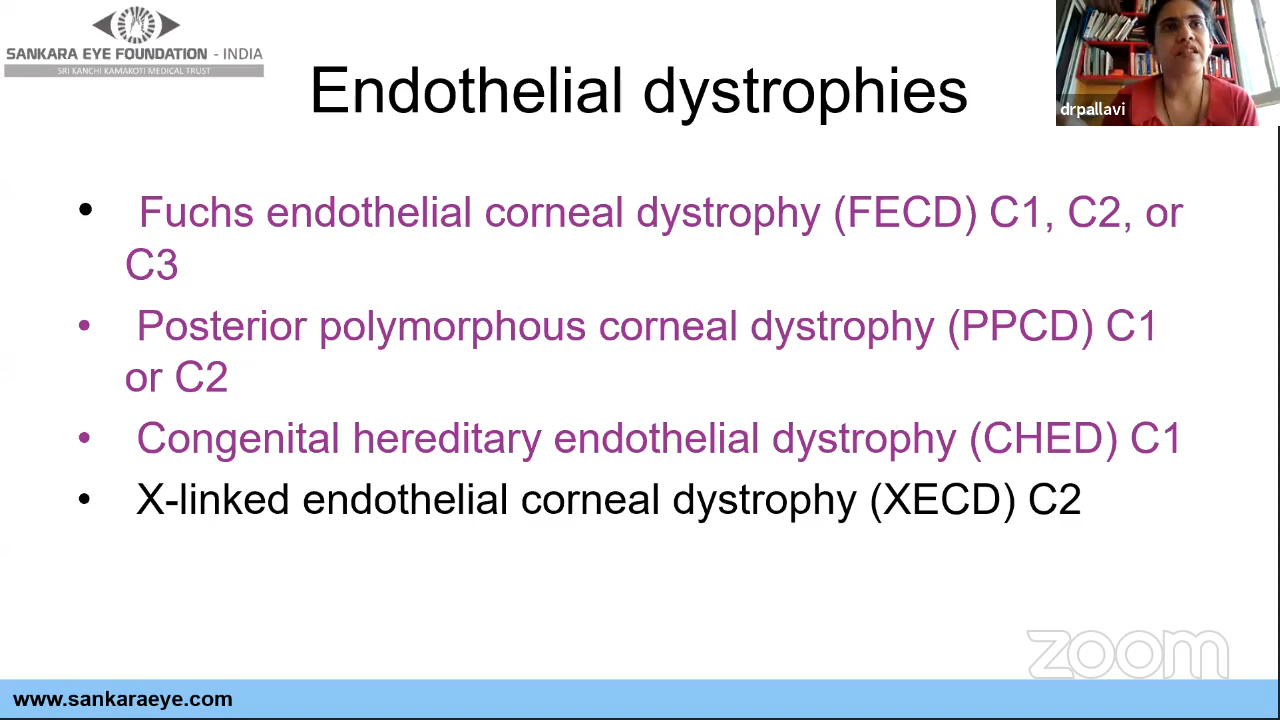 SANKARA EYE FOUNDATION - INDIA
SRI KANCHI KAMAKOTI MEDICAL TRUST
Endothelial dystrophies
drpallavi
• Fuchs endothelial corneal dystrophy (FECD) C1, C2, or
C3
• Posterior polymorphous corneal dystrophy (PPCD) C1
or C2
• Congenital hereditary endothelial dystrophy (CHED) C1
• X-linked endothelial corneal dystrophy (XECD) C2
zoom
www.sankaraeye.com